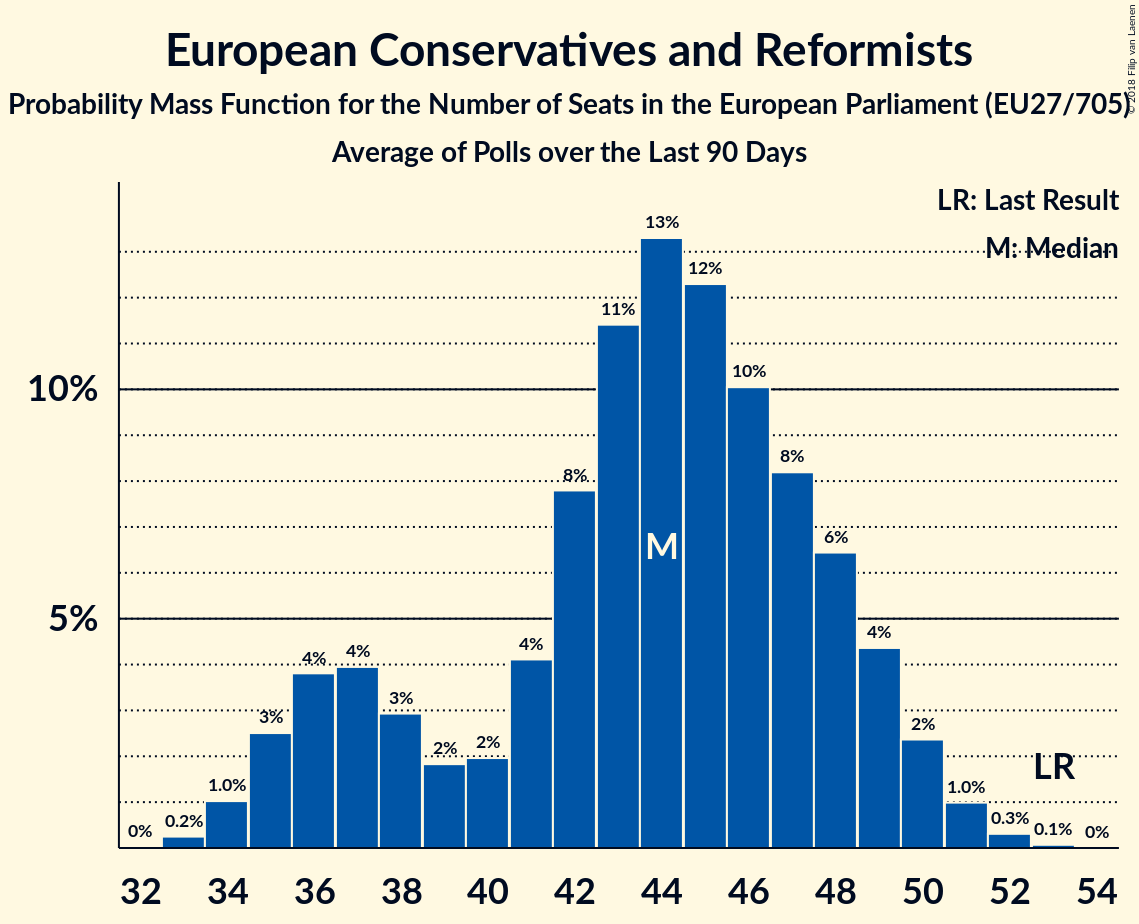 European Conservatives and Reformists
Probability Mass Function for the Number of Seats in the European Parliament (EU27/705)
Average of Polls over the Last 90 Days
© 2018 Filip van Laenen
LR: Last Result
M: Median
10%
5%
0%
0.2%
1.0%
3%
4%
4%
3%
2%
2%
4%
8%
11%
13%
12%
10%
8%
6%
4%
2%
1.0%
0.3%
0.1%
0%
M
LR
32 34 36 38 40 42 44 46 48 50 52 54